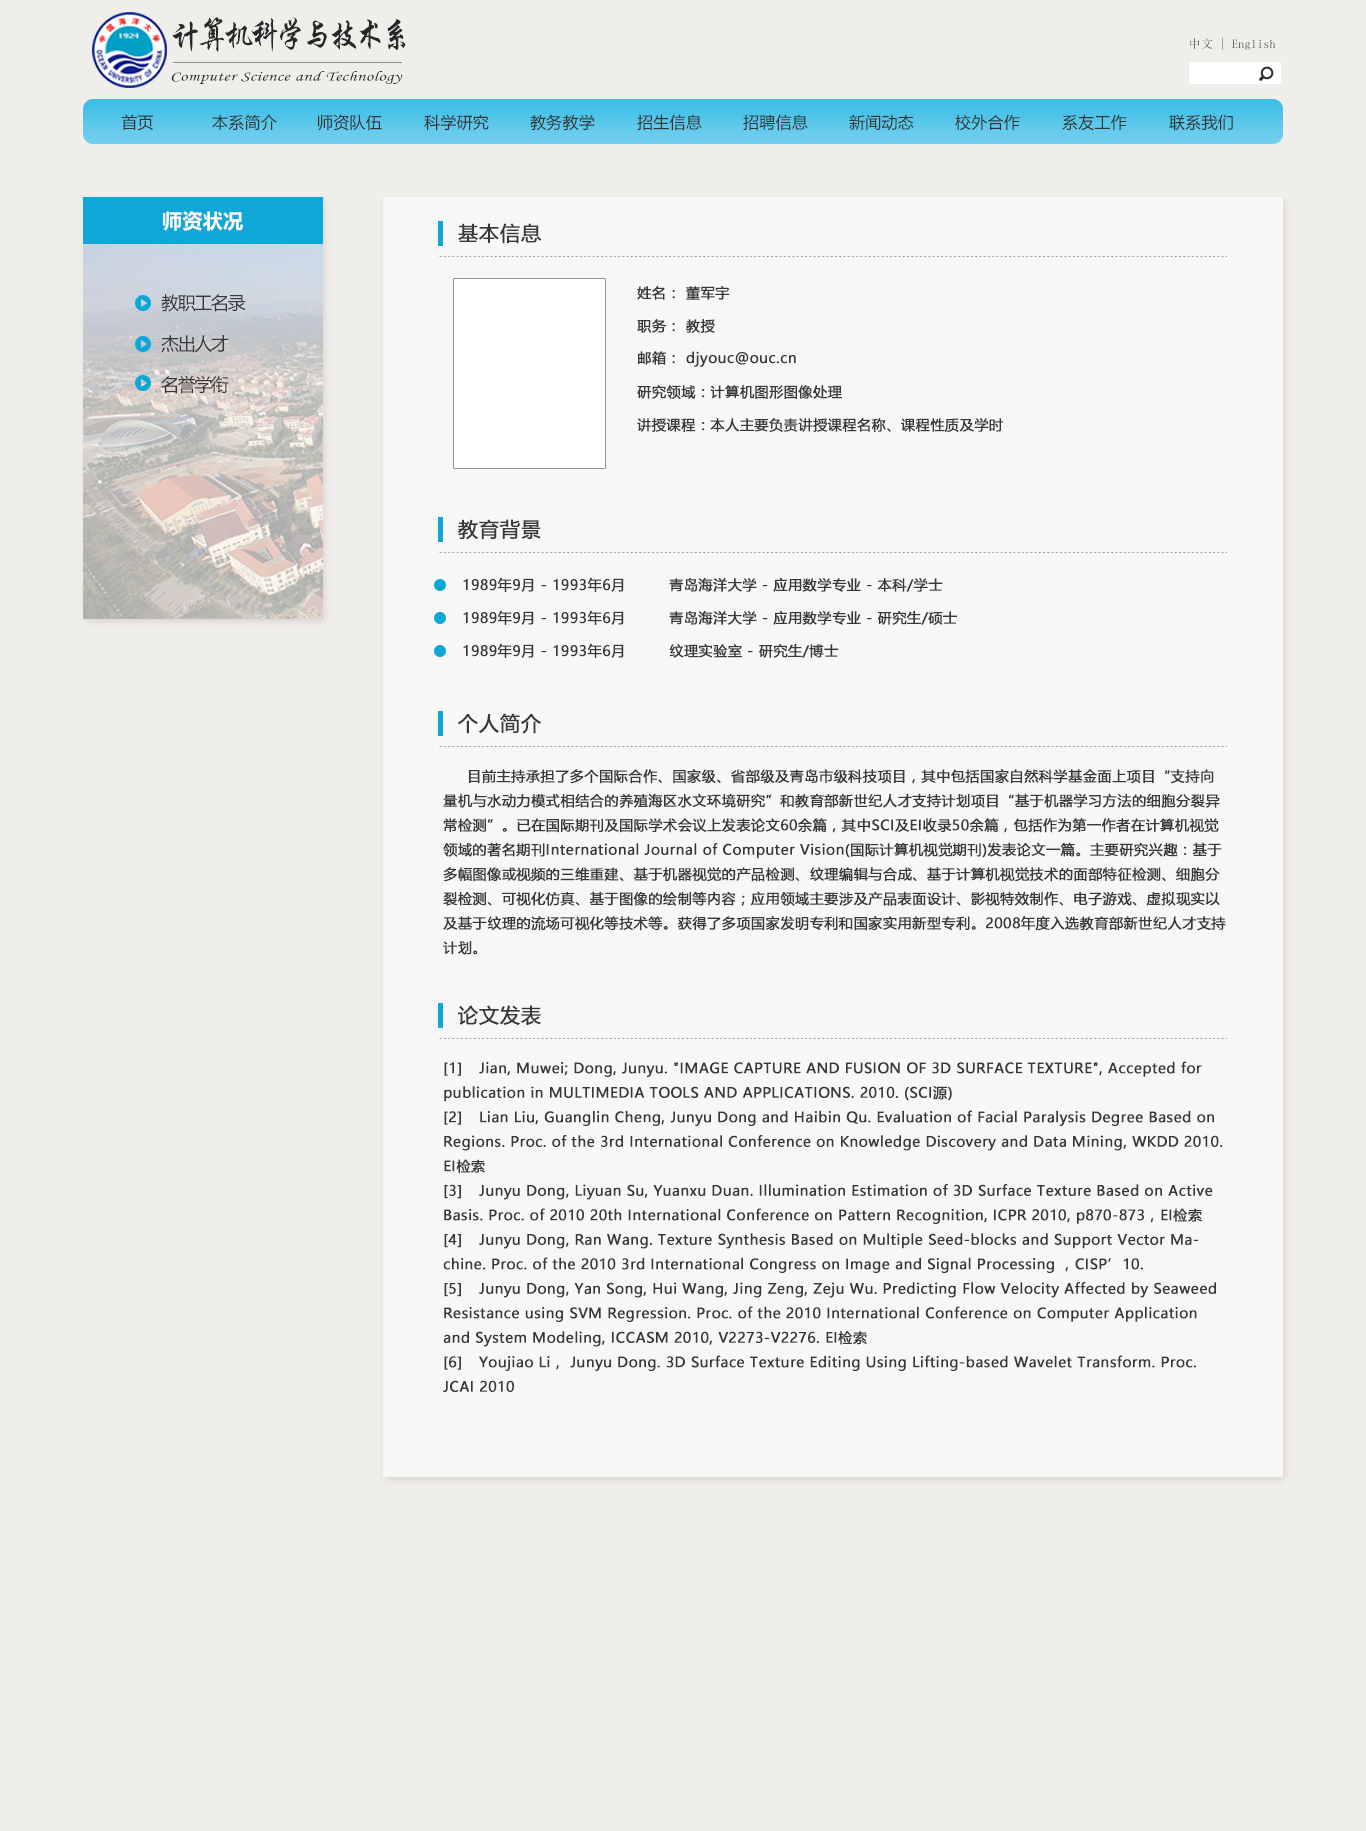 中国海洋大学
1924
OCEAN UNIVERSITY OF CHINA
计算机科学与技术系
Computer Science and Technology
中文 | English
首页 本系简介 师资队伍 科学研究 教务教学 招生信息 招聘信息 新闻动态 校外合作 系友工作 联系我们
师资状况
教职工名录
杰出人才
名誉学衔
基本信息
姓名： 董军宇
职务： 教授
邮箱： djyouc@ouc.cn
研究领域：计算机图形图像处理
讲授课程：本人主要负责讲授课程名称、课程性质及学时
教育背景
1989年9月 - 1993年6月 青岛海洋大学 - 应用数学专业 - 本科/学士
1989年9月 - 1993年6月 青岛海洋大学 - 应用数学专业 - 研究生/硕士
1989年9月 - 1993年6月 纹理实验室 - 研究生/博士
个人简介
目前主持承担了多个国际合作、国家级、省部级及青岛市级科技项目，其中包括国家自然科学基金面上项目“支持向
量机与水动力模式相结合的养殖海区水文环境研究”和教育部新世纪人才支持计划项目“基于机器学习方法的细胞分裂异
常检测”。已在国际期刊及国际学术会议上发表论文60余篇，其中SCI及EI收录50余篇，包括作为第一作者在计算机视觉
领域的著名期刊International Journal of Computer Vision(国际计算机视觉期刊)发表论文一篇。主要研究兴趣：基于
多幅图像或视频的三维重建、基于机器视觉的产品检测、纹理编辑与合成、基于计算机视觉技术的面部特征检测、细胞分
裂检测、可视化仿真、基于图像的绘制等内容；应用领域主要涉及产品表面设计、影视特效制作、电子游戏、虚拟现实以
及基于纹理的流场可视化等技术等。获得了多项国家发明专利和国家实用新型专利。2008年度入选教育部新世纪人才支持
计划。
论文发表
[1] Jian, Muwei; Dong, Junyu. "IMAGE CAPTURE AND FUSION OF 3D SURFACE TEXTURE", Accepted for
publication in MULTIMEDIA TOOLS AND APPLICATIONS. 2010. (SCI源)
[2] Lian Liu, Guanglin Cheng, Junyu Dong and Haibin Qu. Evaluation of Facial Paralysis Degree Based on
Regions. Proc. of the 3rd International Conference on Knowledge Discovery and Data Mining, WKDD 2010.
EI检索
[3] Junyu Dong, Liyuan Su, Yuanxu Duan. Illumination Estimation of 3D Surface Texture Based on Active
Basis. Proc. of 2010 20th International Conference on Pattern Recognition, ICPR 2010, p870-873，EI检索
[4] Junyu Dong, Ran Wang. Texture Synthesis Based on Multiple Seed-blocks and Support Vector Ma-
chine. Proc. of the 2010 3rd International Congress on Image and Signal Processing ，CISP’10.
[5] Junyu Dong, Yan Song, Hui Wang, Jing Zeng, Zeju Wu. Predicting Flow Velocity Affected by Seaweed
Resistance using SVM Regression. Proc. of the 2010 International Conference on Computer Application
and System Modeling, ICCASM 2010, V2273-V2276. EI检索
[6] Youjiao Li ，Junyu Dong. 3D Surface Texture Editing Using Lifting-based Wavelet Transform. Proc.
JCAI 2010